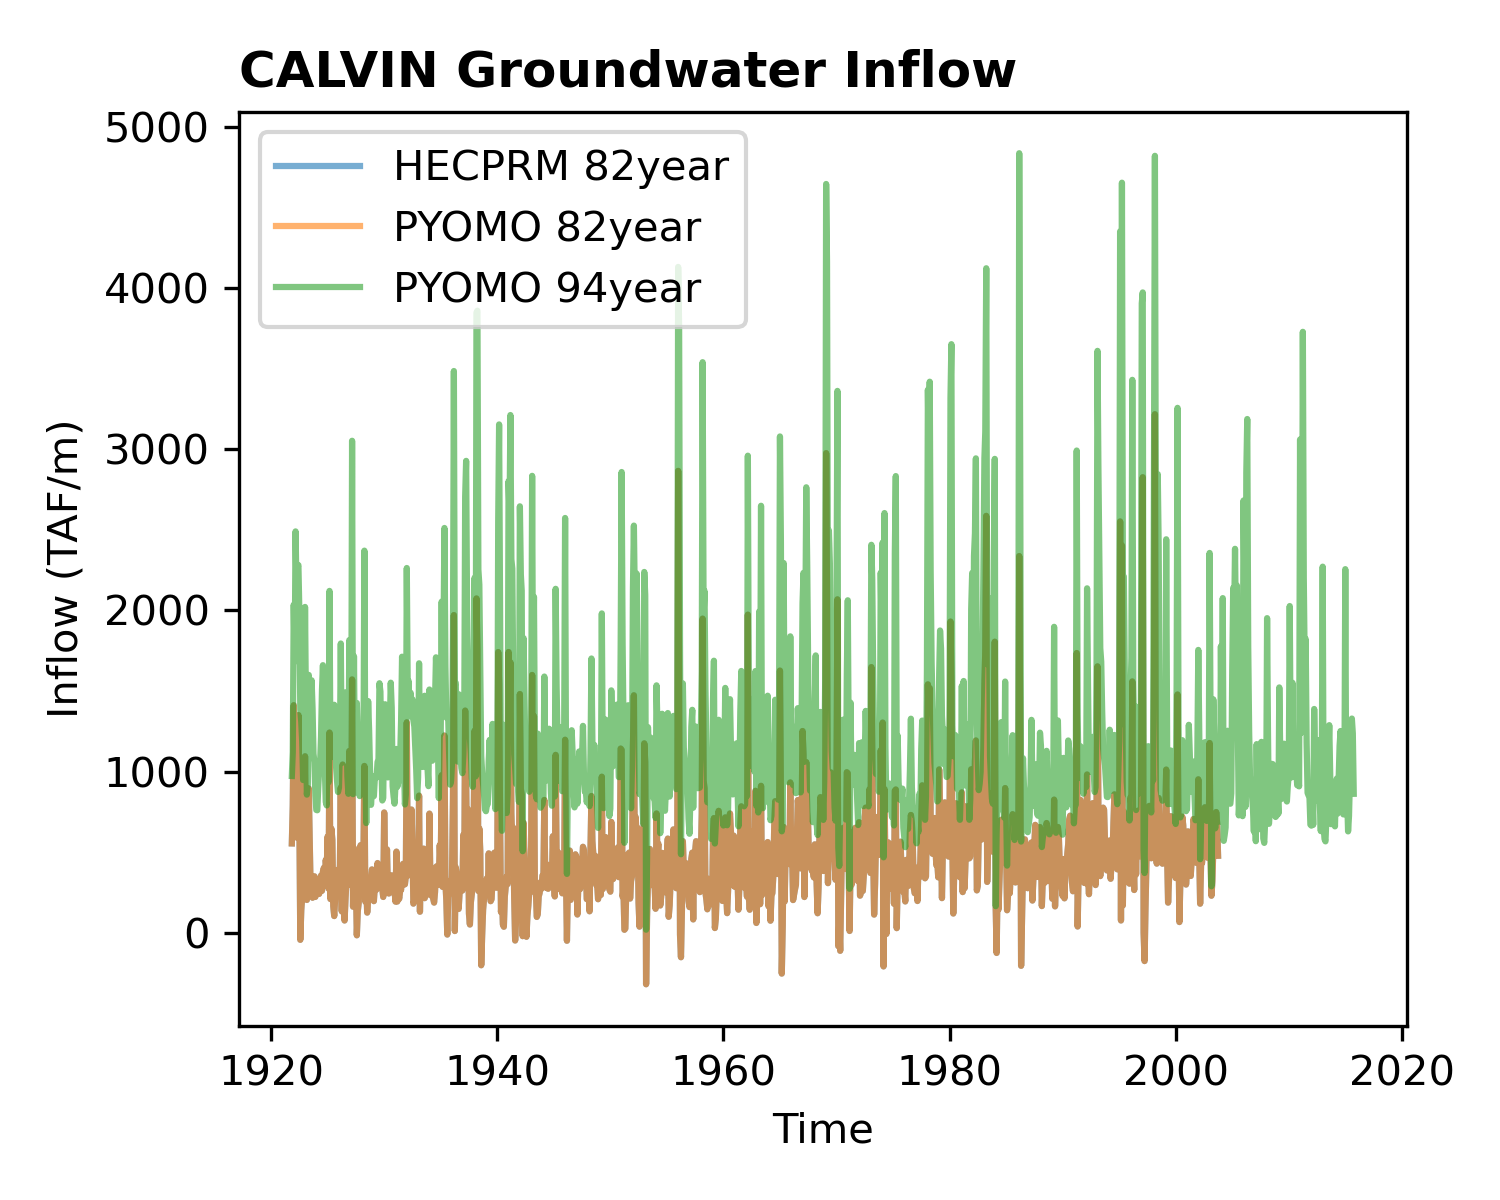 CALVIN Groundwater Inflow
5000
4000
3000
2000
1000
0
Inflow (TAF/m)
HECPRM 82year
PYOMO 82year
PYOMO 94year
1920 1940 1960 1980 2000 2020
Time